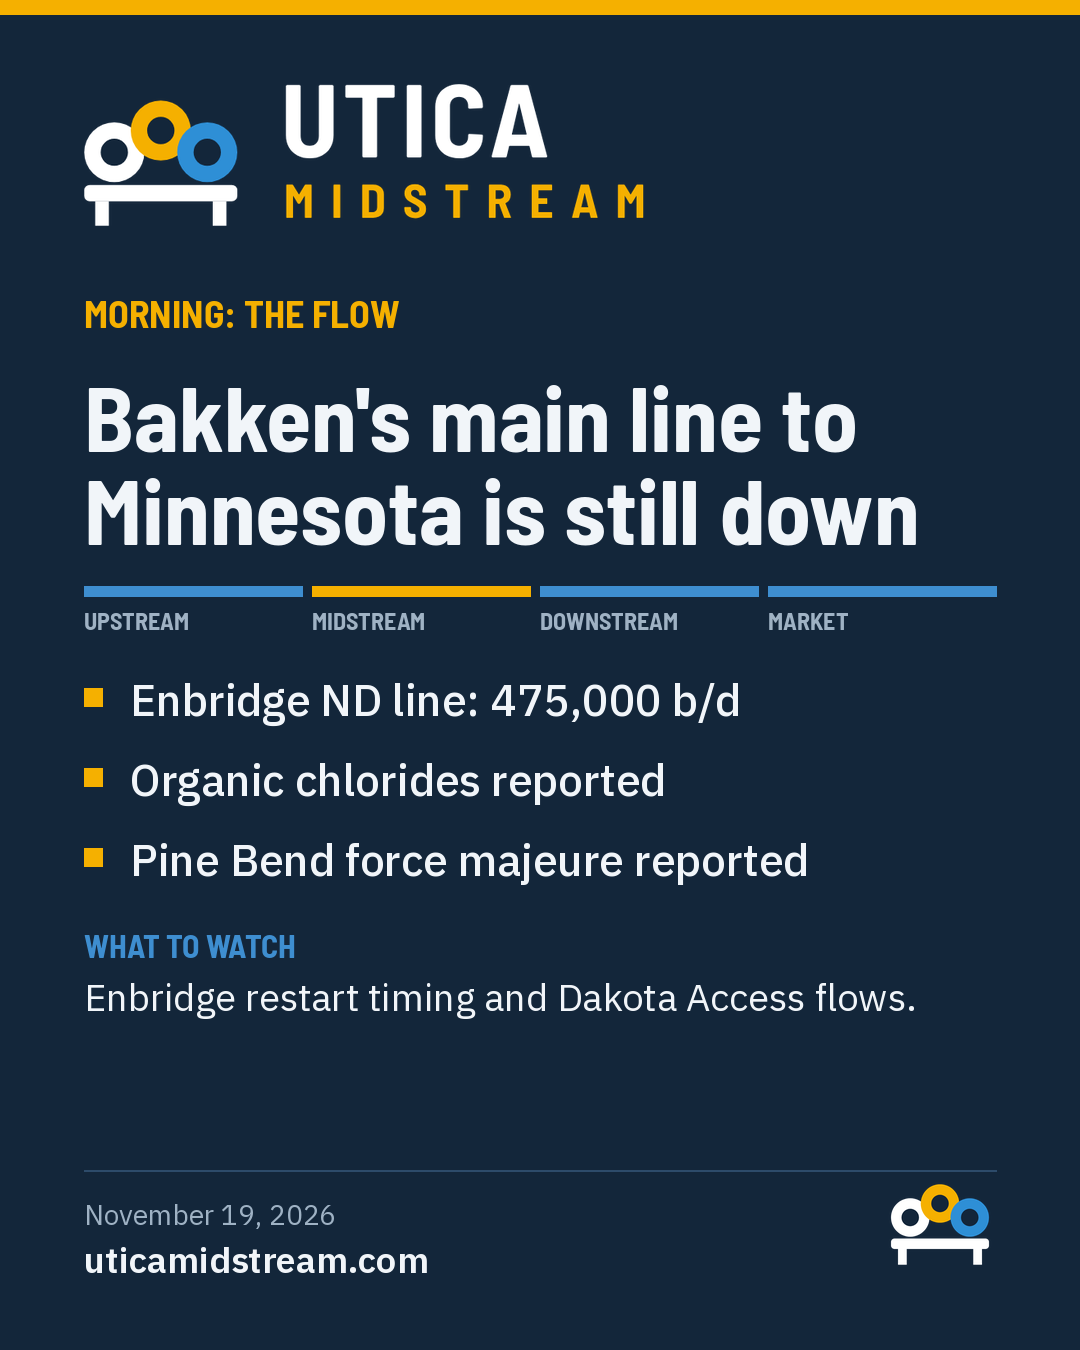 UTICA
MIDSTREAM
MORNING: THE FLOW
Bakken's main line to
Minnesota is still down
UPSTREAM MIDSTREAM DOWNSTREAM MARKET
Enbridge ND line: 475,000 b/d
Organic chlorides reported
Pine Bend force majeure reported
WHAT TO WATCH
Enbridge restart timing and Dakota Access flows.
November 19, 2026
uticamidstream.com